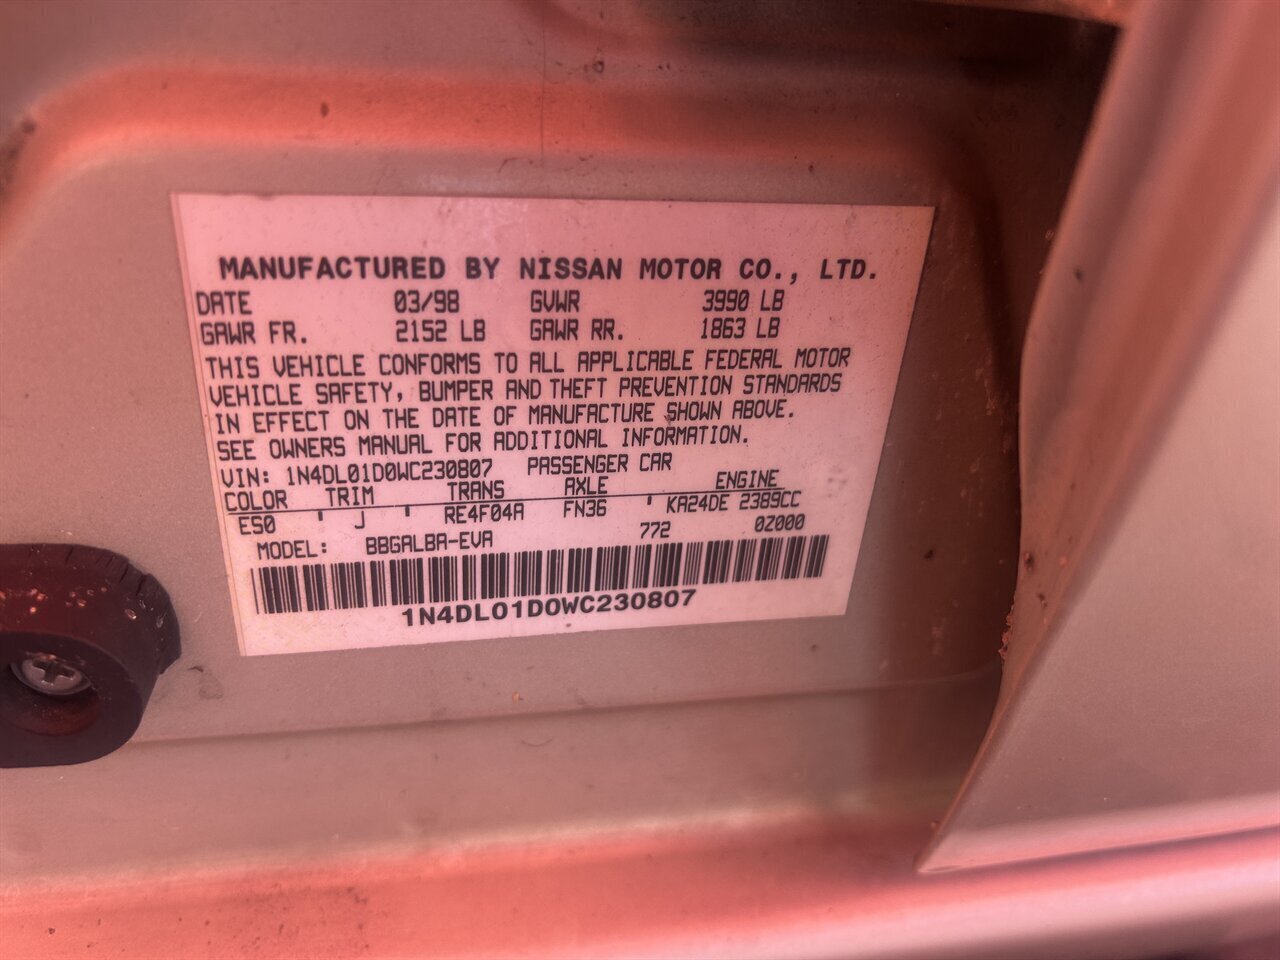 MANUFACTURED BY NISSAN MOTOR CO., LTD.
DATE 03/98 GVWR 3990 LB
GAWR FR. 2152 LB GAWR RR. 1863 LB
THIS VEHICLE CONFORMS TO ALL APPLICABLE FEDERAL MOTOR
VEHICLE SAFETY, BUMPER AND THEFT PREVENTION STANDARDS
IN EFFECT ON THE DATE OF MANUFACTURE SHOWN ABOVE.
SEE OWNERS MANUAL FOR ADDITIONAL INFORMATION.
VIN: 1N4DL01D0WC230807 PASSENGER CAR
COLOR TRIM TRANS AXLE ENGINE
ES0 ' J ' RE4F04A FN36 ' KA24DE 2389CC
MODEL: BBGALBA-EVA 772 0Z000
1N4DL01D0WC230807